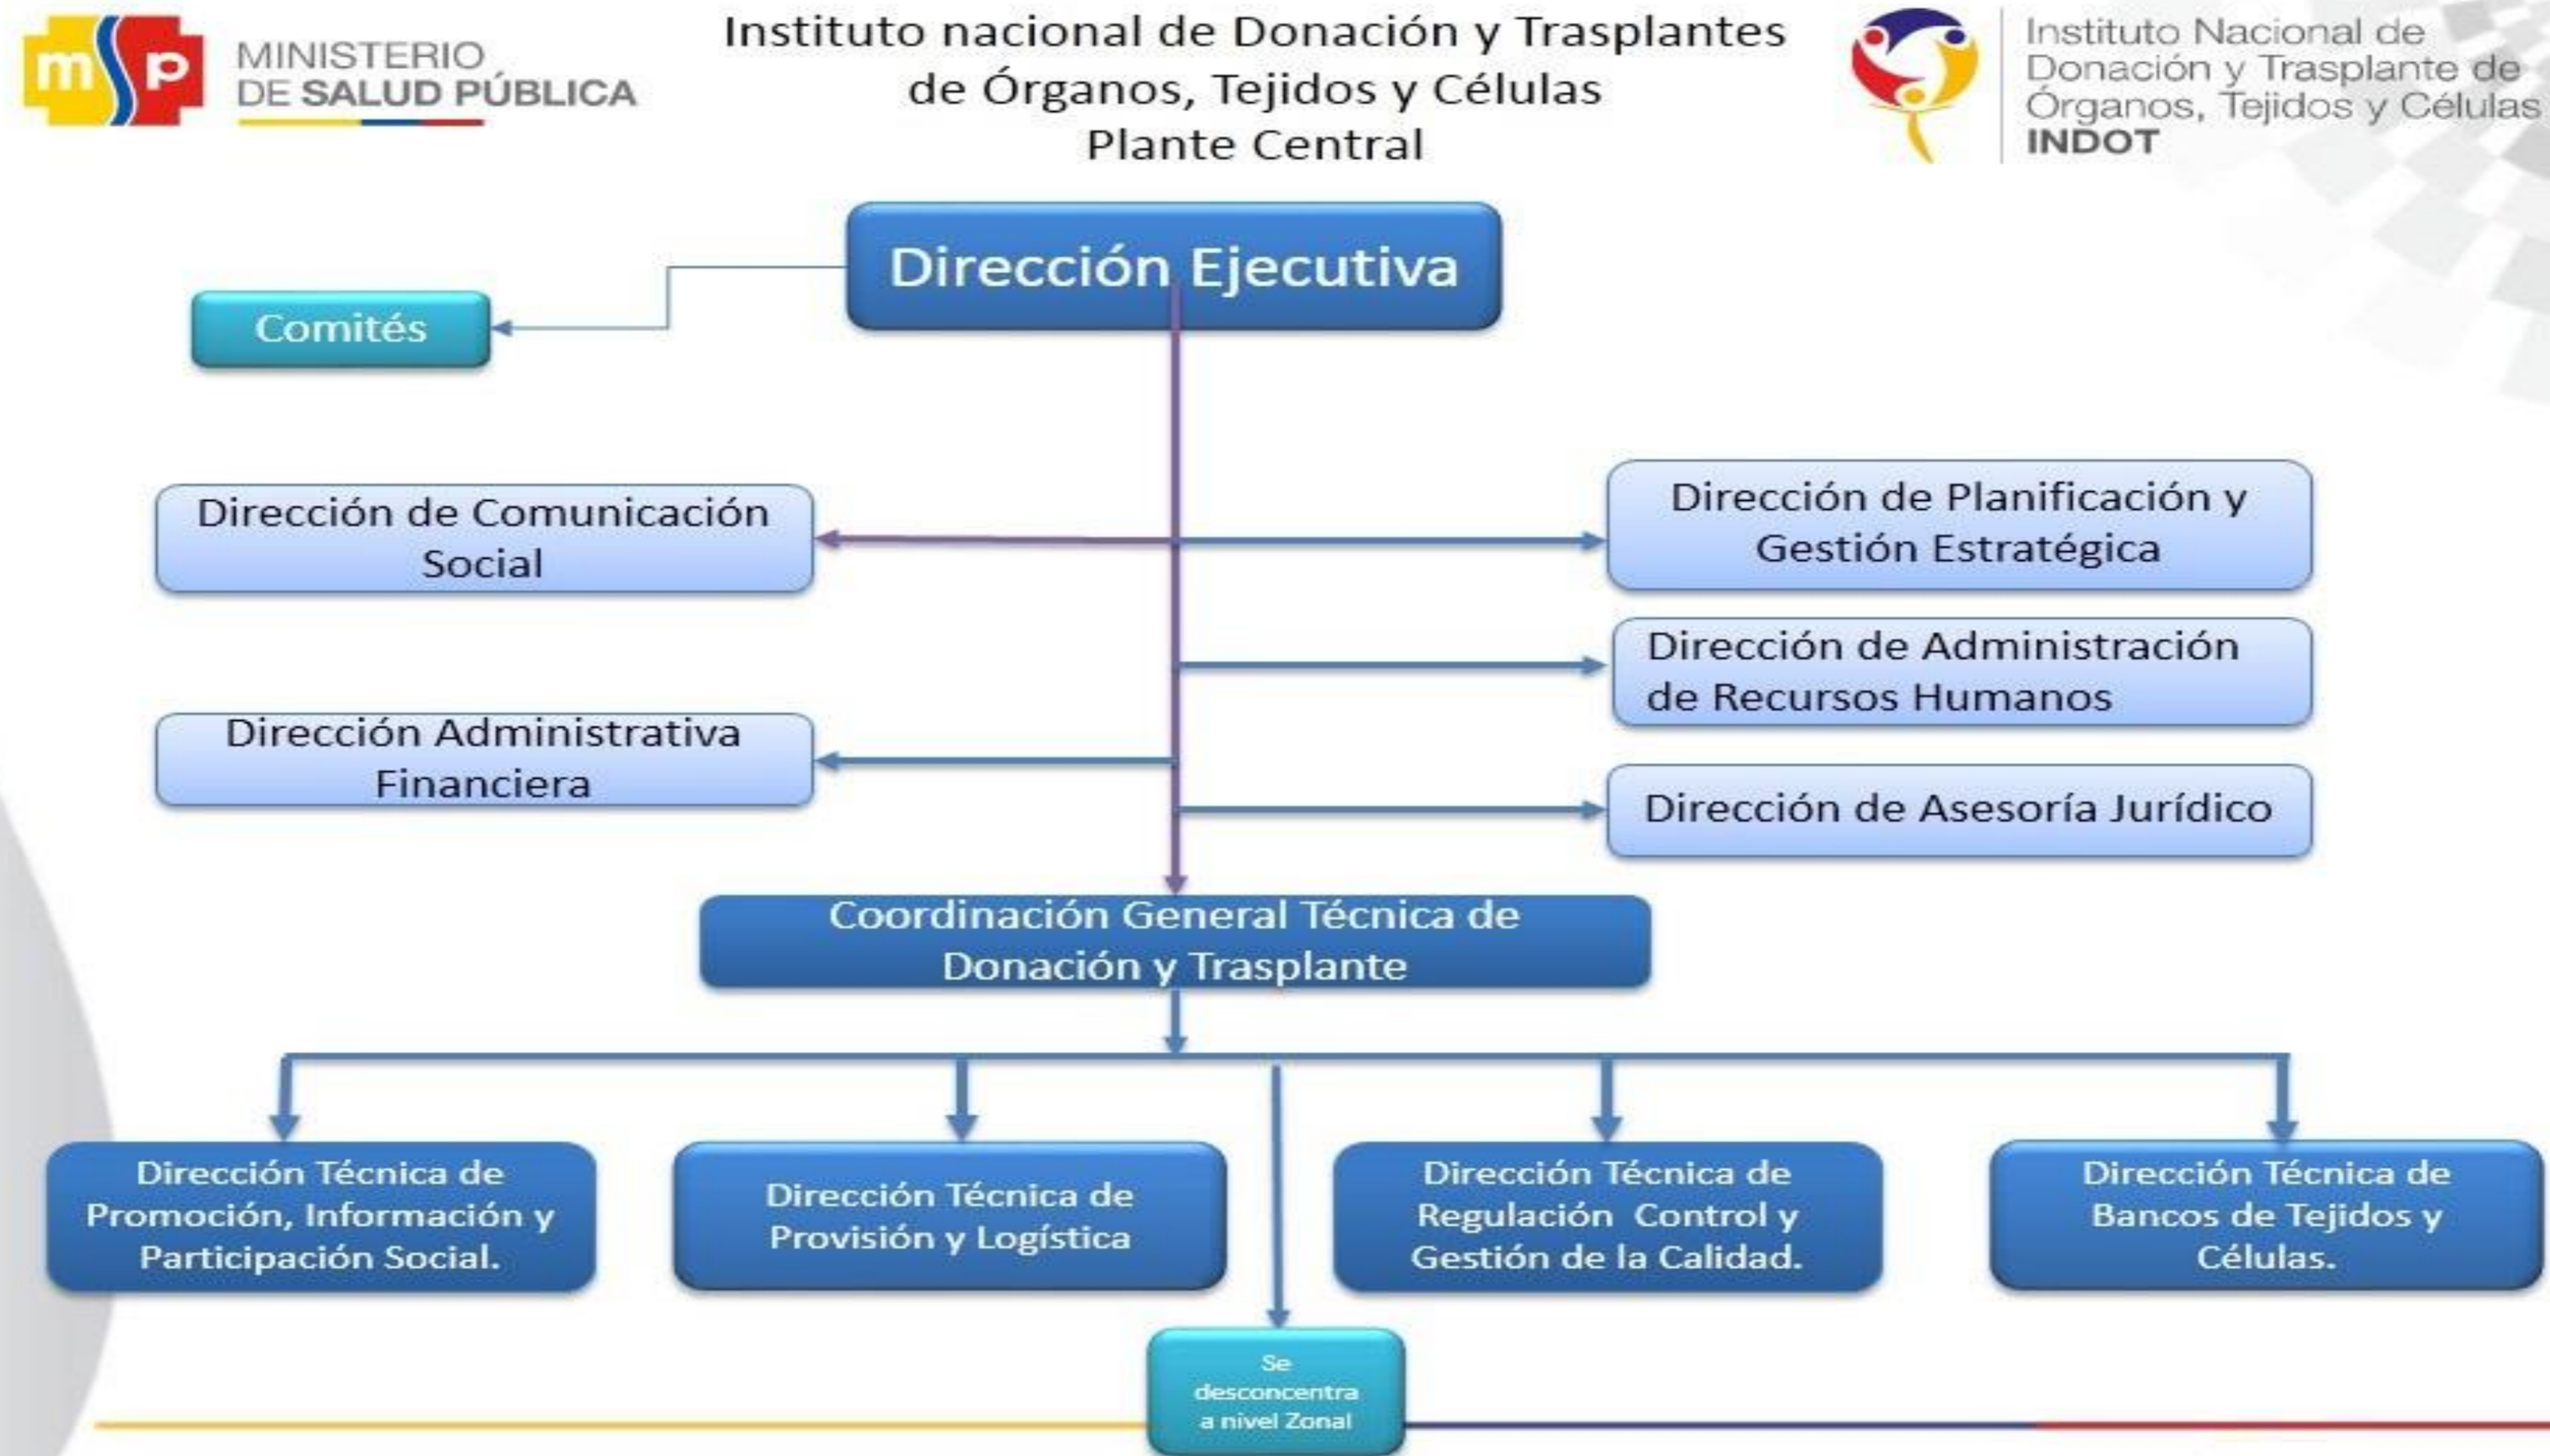 msp
MINISTERIO
DE SALUD PÚBLICA
Instituto nacional de Donación y Trasplantes
de Órganos, Tejidos y Células
Plante Central
Instituto Nacional de
Donación y Trasplante de
Órganos, Tejidos y Células
INDOT
Dirección Ejecutiva
Comités
Dirección de Comunicación
Social
Dirección de Planificación y
Gestión Estratégica
Dirección de Administración
de Recursos Humanos
Dirección Administrativa
Financiera
Dirección de Asesoría Jurídico
Coordinación General Técnica de
Donación y Trasplante
Dirección Técnica de
Promoción, Información y
Participación Social.
Dirección Técnica de
Provisión y Logística
Dirección Técnica de
Regulación Control y
Gestión de la Calidad.
Dirección Técnica de
Bancos de Tejidos y
Células.
Se
desconcentra
a nivel Zonal